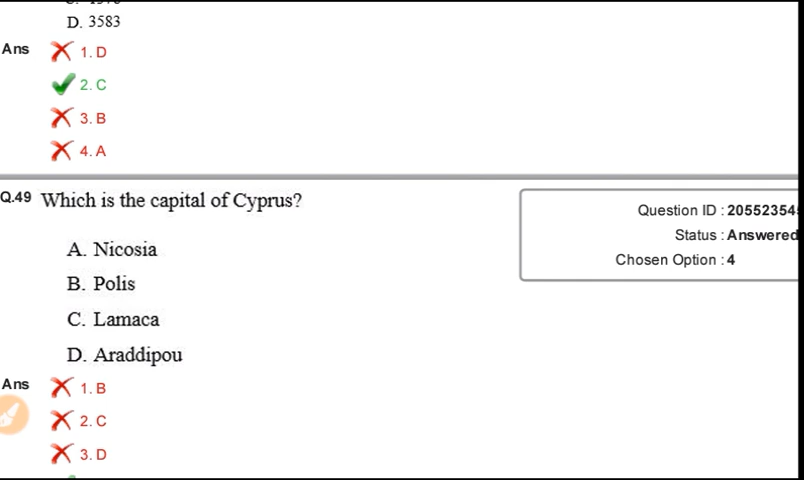 D. 3583
Ans
1. D
2. C
3. B
4. A
Q.49 Which is the capital of Cyprus?
Question ID : 20552354
Status : Answered
Chosen Option : 4
A. Nicosia
B. Polis
C. Lamaca
D. Araddipou
Ans
1. B
2. C
3. D